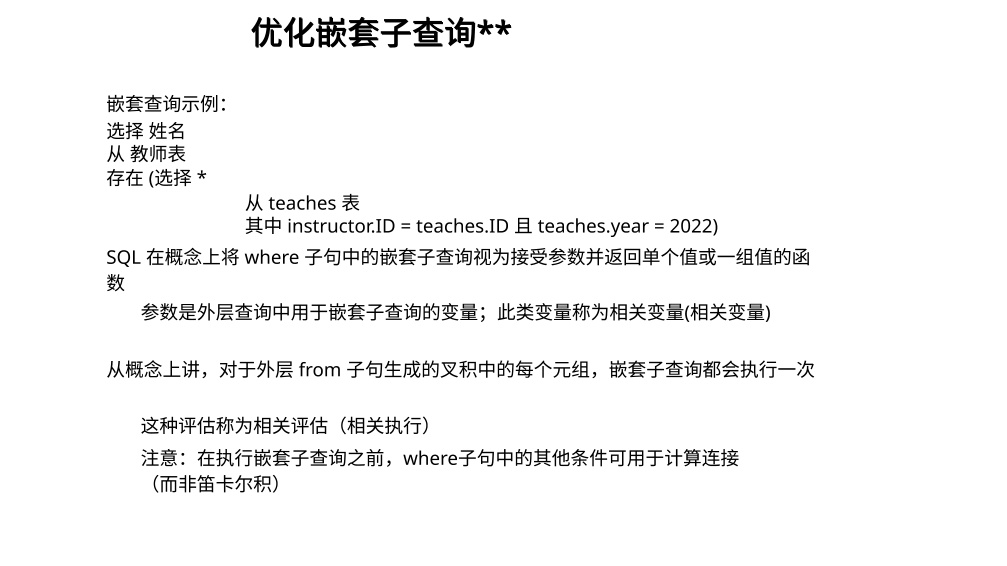 优化嵌套子查询**
嵌套查询示例：
选择 姓名
从 教师表
存在 (选择 *
从 teaches 表
其中 instructor.ID = teaches.ID 且 teaches.year = 2022)
SQL 在概念上将 where 子句中的嵌套子查询视为接受参数并返回单个值或一组值的函
数
参数是外层查询中用于嵌套子查询的变量；此类变量称为相关变量(相关变量)
从概念上讲，对于外层 from 子句生成的叉积中的每个元组，嵌套子查询都会执行一次
这种评估称为相关评估（相关执行）
注意：在执行嵌套子查询之前，where子句中的其他条件可用于计算连接
（而非笛卡尔积）